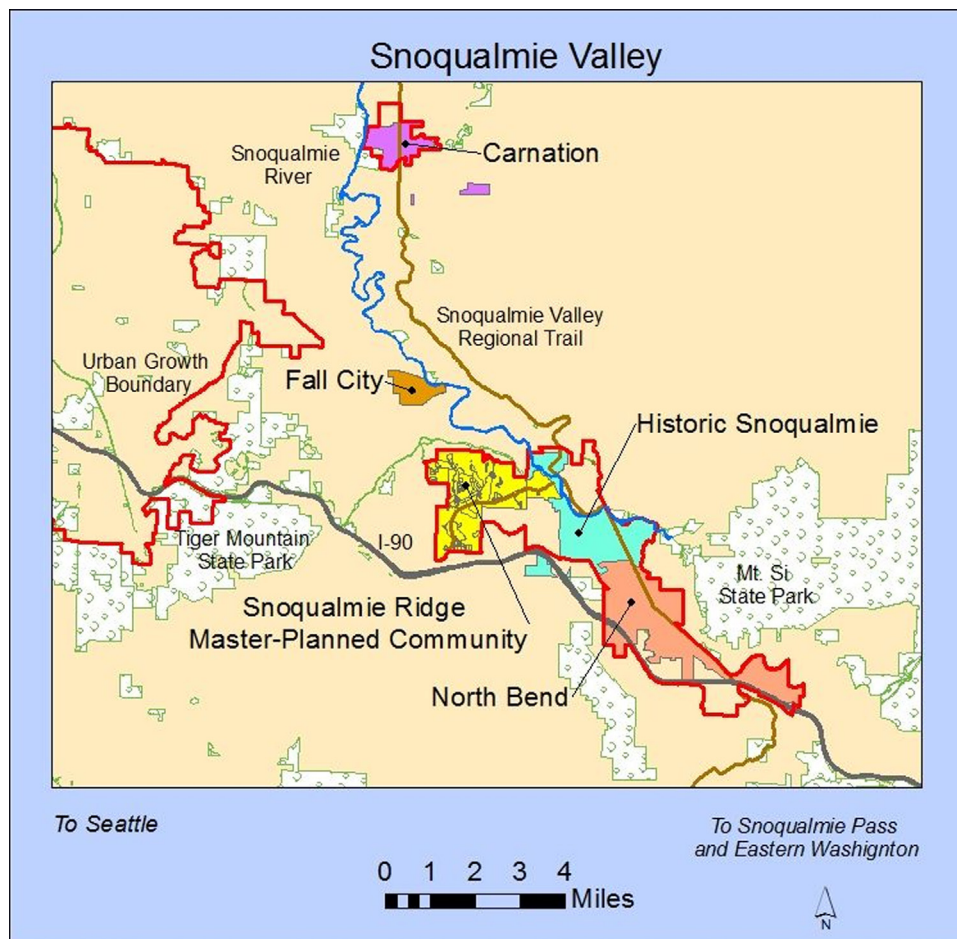 Snoqualmie Valley
Snoqualmie
River
Carnation
Snoqualmie Valley
Regional Trail
Urban Growth
Boundary
Fall City
Historic Snoqualmie
Tiger Mountain
State Park
I-90
Mt. Si
State Park
Snoqualmie Ridge
Master-Planned Community
North Bend
To Seattle
To Snoqualmie Pass
and Eastern Washignton
0 1 2 3 4
Miles
N